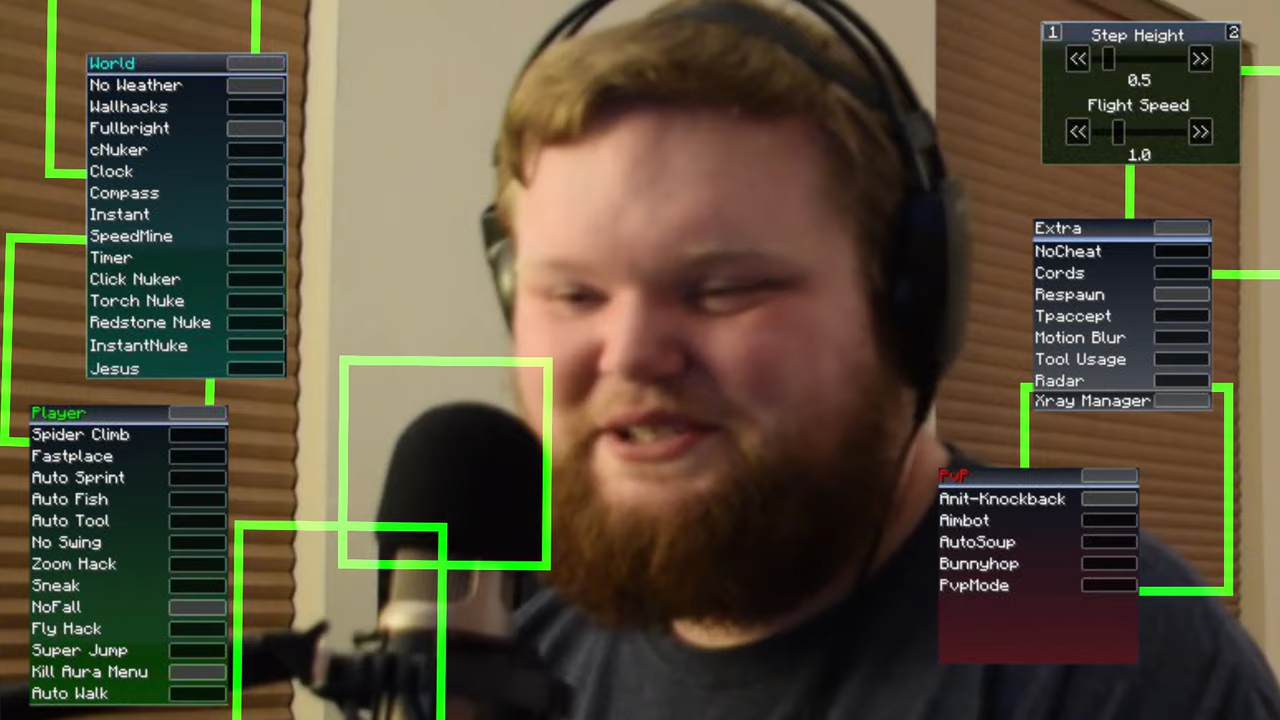 World
No Weather
Wallhacks
Fullbright
cNuker
Clock
Compass
Instant
SpeedMine
Timer
Click Nuker
Torch Nuke
Redstone Nuke
InstantNuke
Jesus
Player
Spider Climb
Fastplace
Auto Sprint
Auto Fish
Auto Tool
No Swing
Zoom Hack
Sneak
NoFall
Fly Hack
Super Jump
Kill Aura Menu
Auto Walk
1 Step Height 2
<< >>
0.5
Flight Speed
<< >>
1.0
Extra
NoCheat
Cords
Respawn
Tpaccept
Motion Blur
Tool Usage
Radar
Xray Manager
PvP
Anit-Knockback
Aimbot
AutoSoup
Bunnyhop
PvpMode